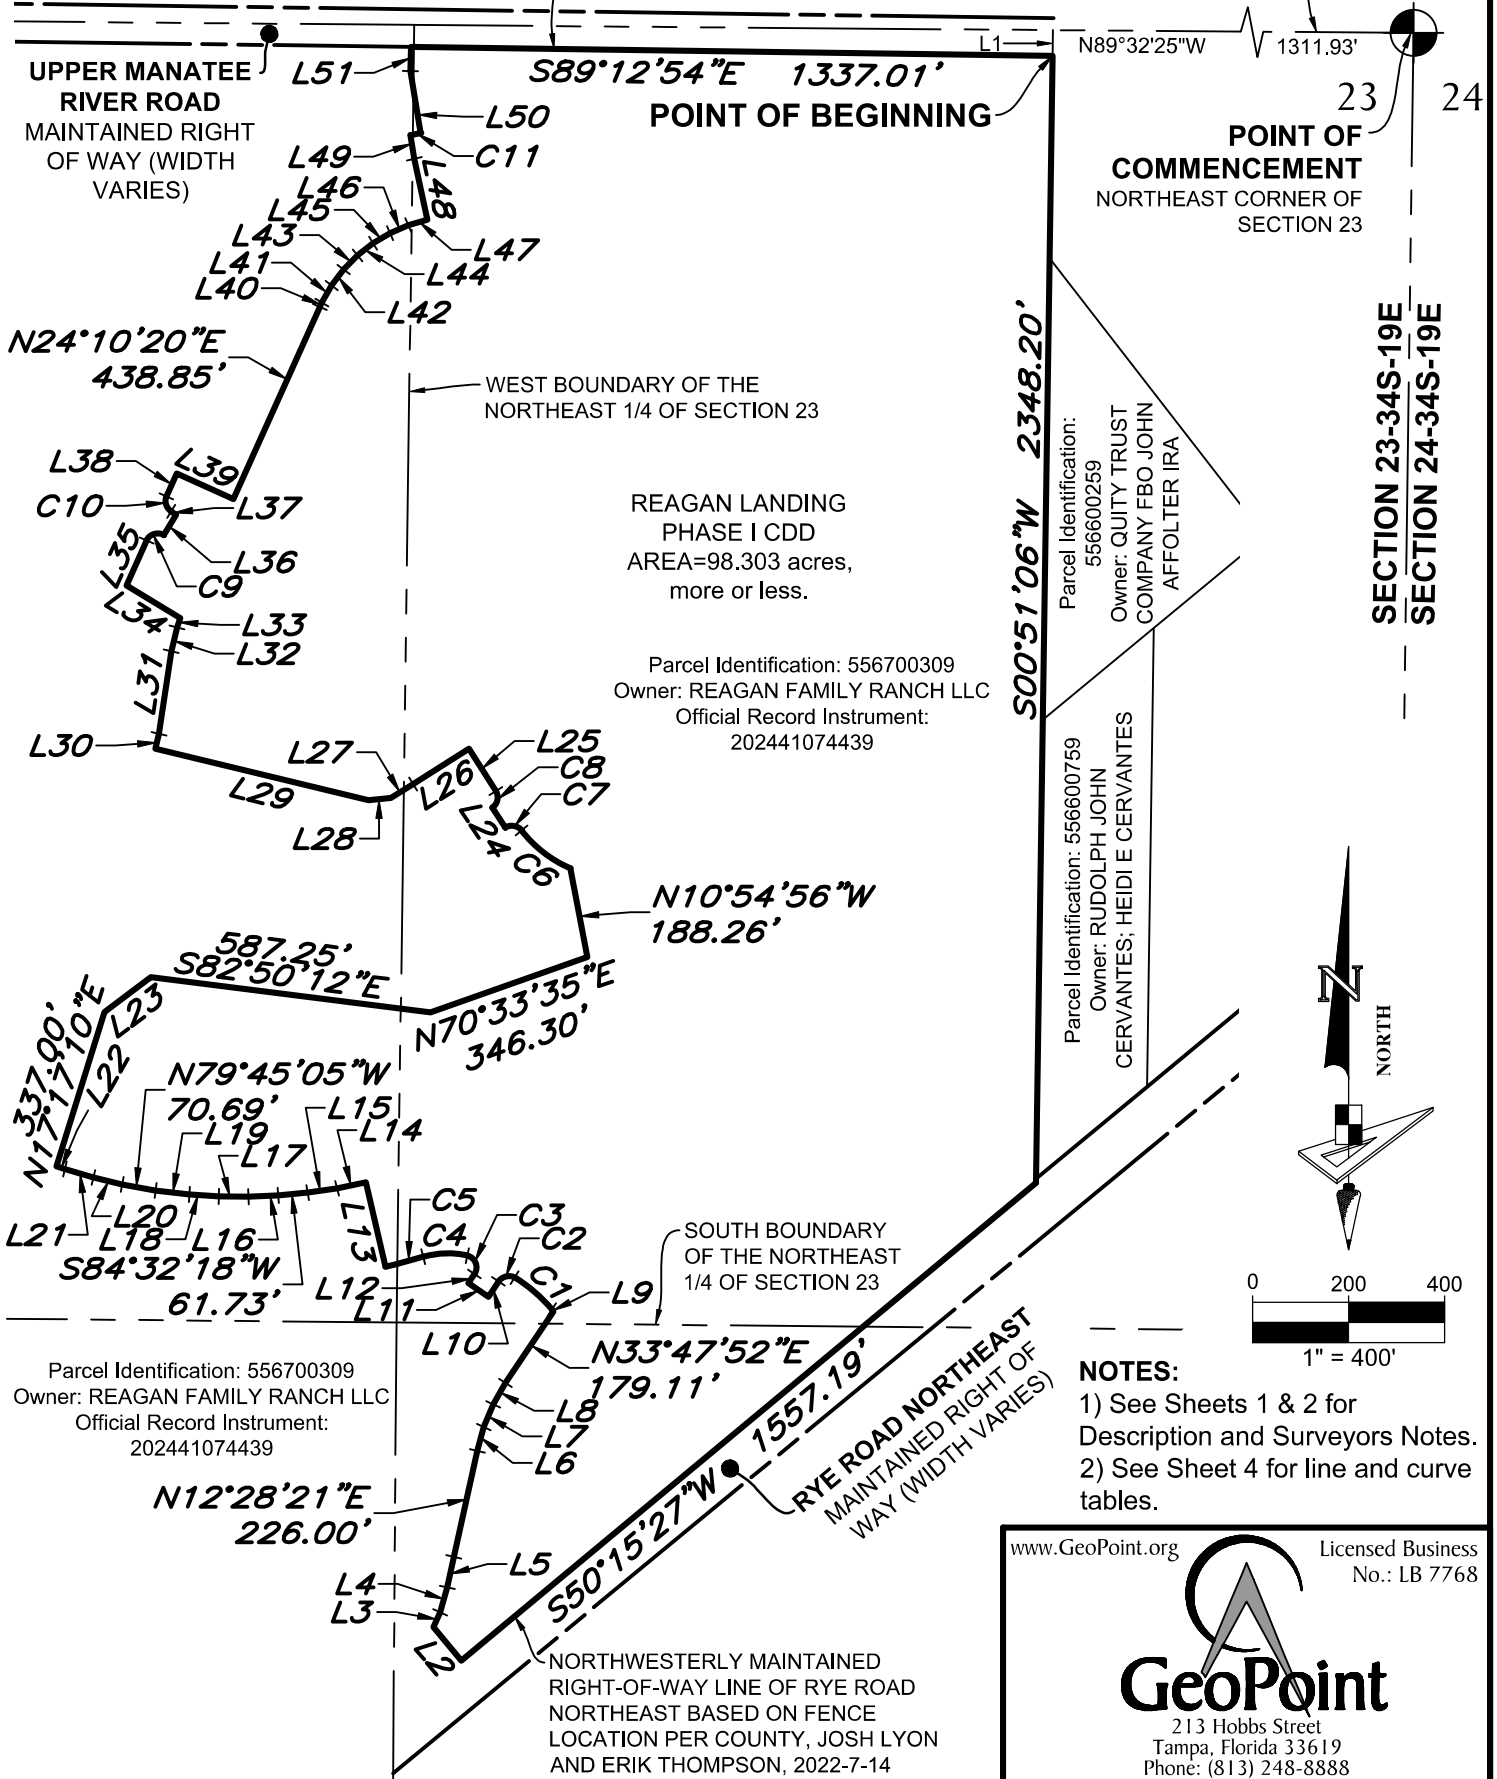 L1
N89°32'25"W
1311.93'
UPPER MANATEE
RIVER ROAD
MAINTAINED RIGHT
OF WAY (WIDTH
VARIES)
L51
S89°12'54"E 1337.01'
POINT OF BEGINNING
23
24
POINT OF
COMMENCEMENT
NORTHEAST CORNER OF
SECTION 23
L50
L49
C11
L48
L46
L45
L43
L47
L41
L44
L40
L42
N24°10'20"E
438.85'
WEST BOUNDARY OF THE
NORTHEAST 1/4 OF SECTION 23
S00°51'06"W 2348.20'
SECTION 23-34S-19E
SECTION 24-34S-19E
Parcel Identification:
556600259
Owner: QUITY TRUST
COMPANY FBO JOHN
AFFOLTER IRA
L38
L39
C10
L37
L35
L36
C9
L34
L33
L32
L31
REAGAN LANDING
PHASE I CDD
AREA=98.303 acres,
more or less.
Parcel Identification: 556700309
Owner: REAGAN FAMILY RANCH LLC
Official Record Instrument:
202441074439
L30
L27
L25
L26
C8
C7
L29
L28
L24
C6
Parcel Identification: 556600759
Owner: RUDOLPH JOHN
CERVANTES; HEIDI E CERVANTES
N10°54'56"W
188.26'
587.25'
S82°50'12"E
N70°33'35"E
346.30'
N
NORTH
337.00'
N17°17'10"E
L23
L22
N79°45'05"W
70.69'
L15
L19
L14
L17
L21
L20
L18
L16
S84°32'18"W
61.73'
L13
C5
C4
C3
C2
C1
L12
L11
L9
L10
SOUTH BOUNDARY
OF THE NORTHEAST
1/4 OF SECTION 23
0 200 400
1" = 400'
N33°47'52"E
179.11'
Parcel Identification: 556700309
Owner: REAGAN FAMILY RANCH LLC
Official Record Instrument:
202441074439
L8
L7
L6
N12°28'21"E
226.00'
L5
L4
L3
L2
S50°15'27"W 1557.19'
RYE ROAD NORTHEAST
MAINTAINED RIGHT OF
WAY (WIDTH VARIES)
NOTES:
1) See Sheets 1 & 2 for
Description and Surveyors Notes.
2) See Sheet 4 for line and curve
tables.
NORTHWESTERLY MAINTAINED
RIGHT-OF-WAY LINE OF RYE ROAD
NORTHEAST BASED ON FENCE
LOCATION PER COUNTY, JOSH LYON
AND ERIK THOMPSON, 2022-7-14
www.GeoPoint.org
Licensed Business
No.: LB 7768
GeoPoint
213 Hobbs Street
Tampa, Florida 33619
Phone: (813) 248-8888